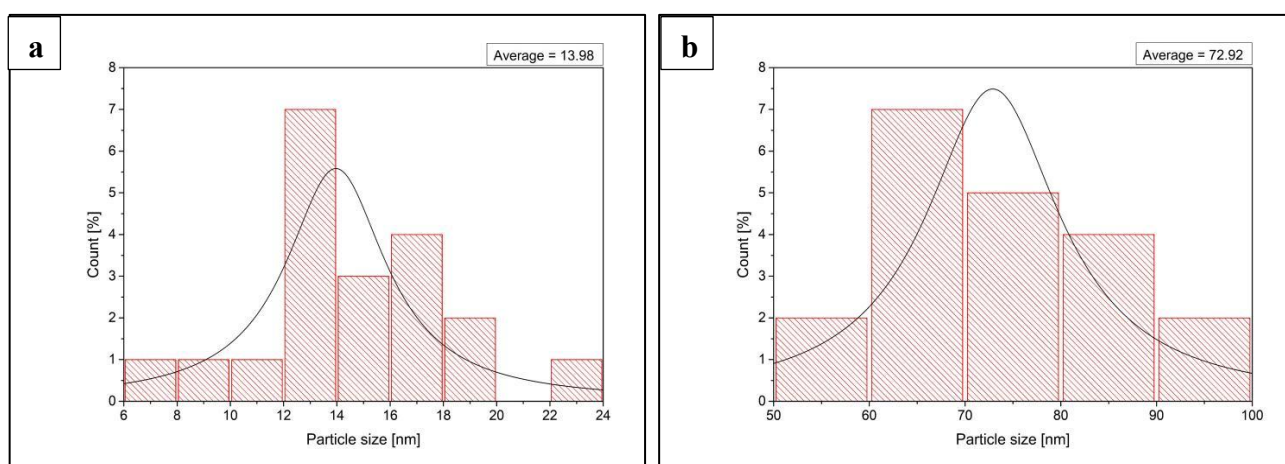 a
Average = 13.98
Count [%]
8
7
6
5
4
3
2
1
0
6 8 10 12 14 16 18 20 22 24
Particle size [nm]
b
Average = 72.92
Count [%]
8
7
6
5
4
3
2
1
0
50 60 70 80 90 100
Particle size [nm]